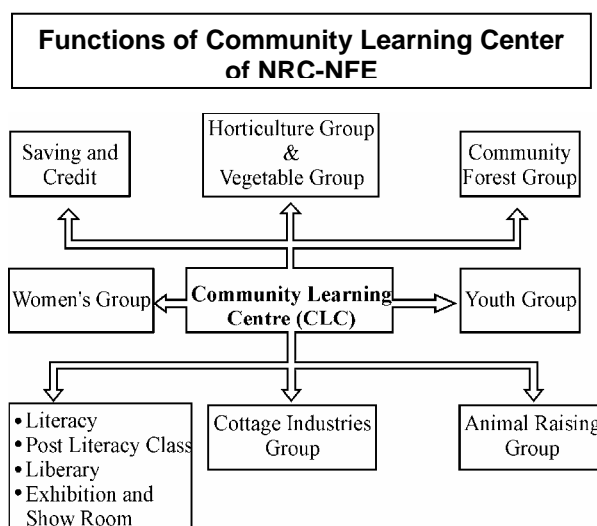 Functions of Community Learning Center
of NRC-NFE
Saving and
Credit
Horticulture Group
&
Vegetable Group
Community
Forest Group
Women's Group
Community Learning
Centre (CLC)
Youth Group
• Literacy
• Post Literacy Class
• Liberary
• Exhibition and
Show Room
Cottage Industries
Group
Animal Raising
Group